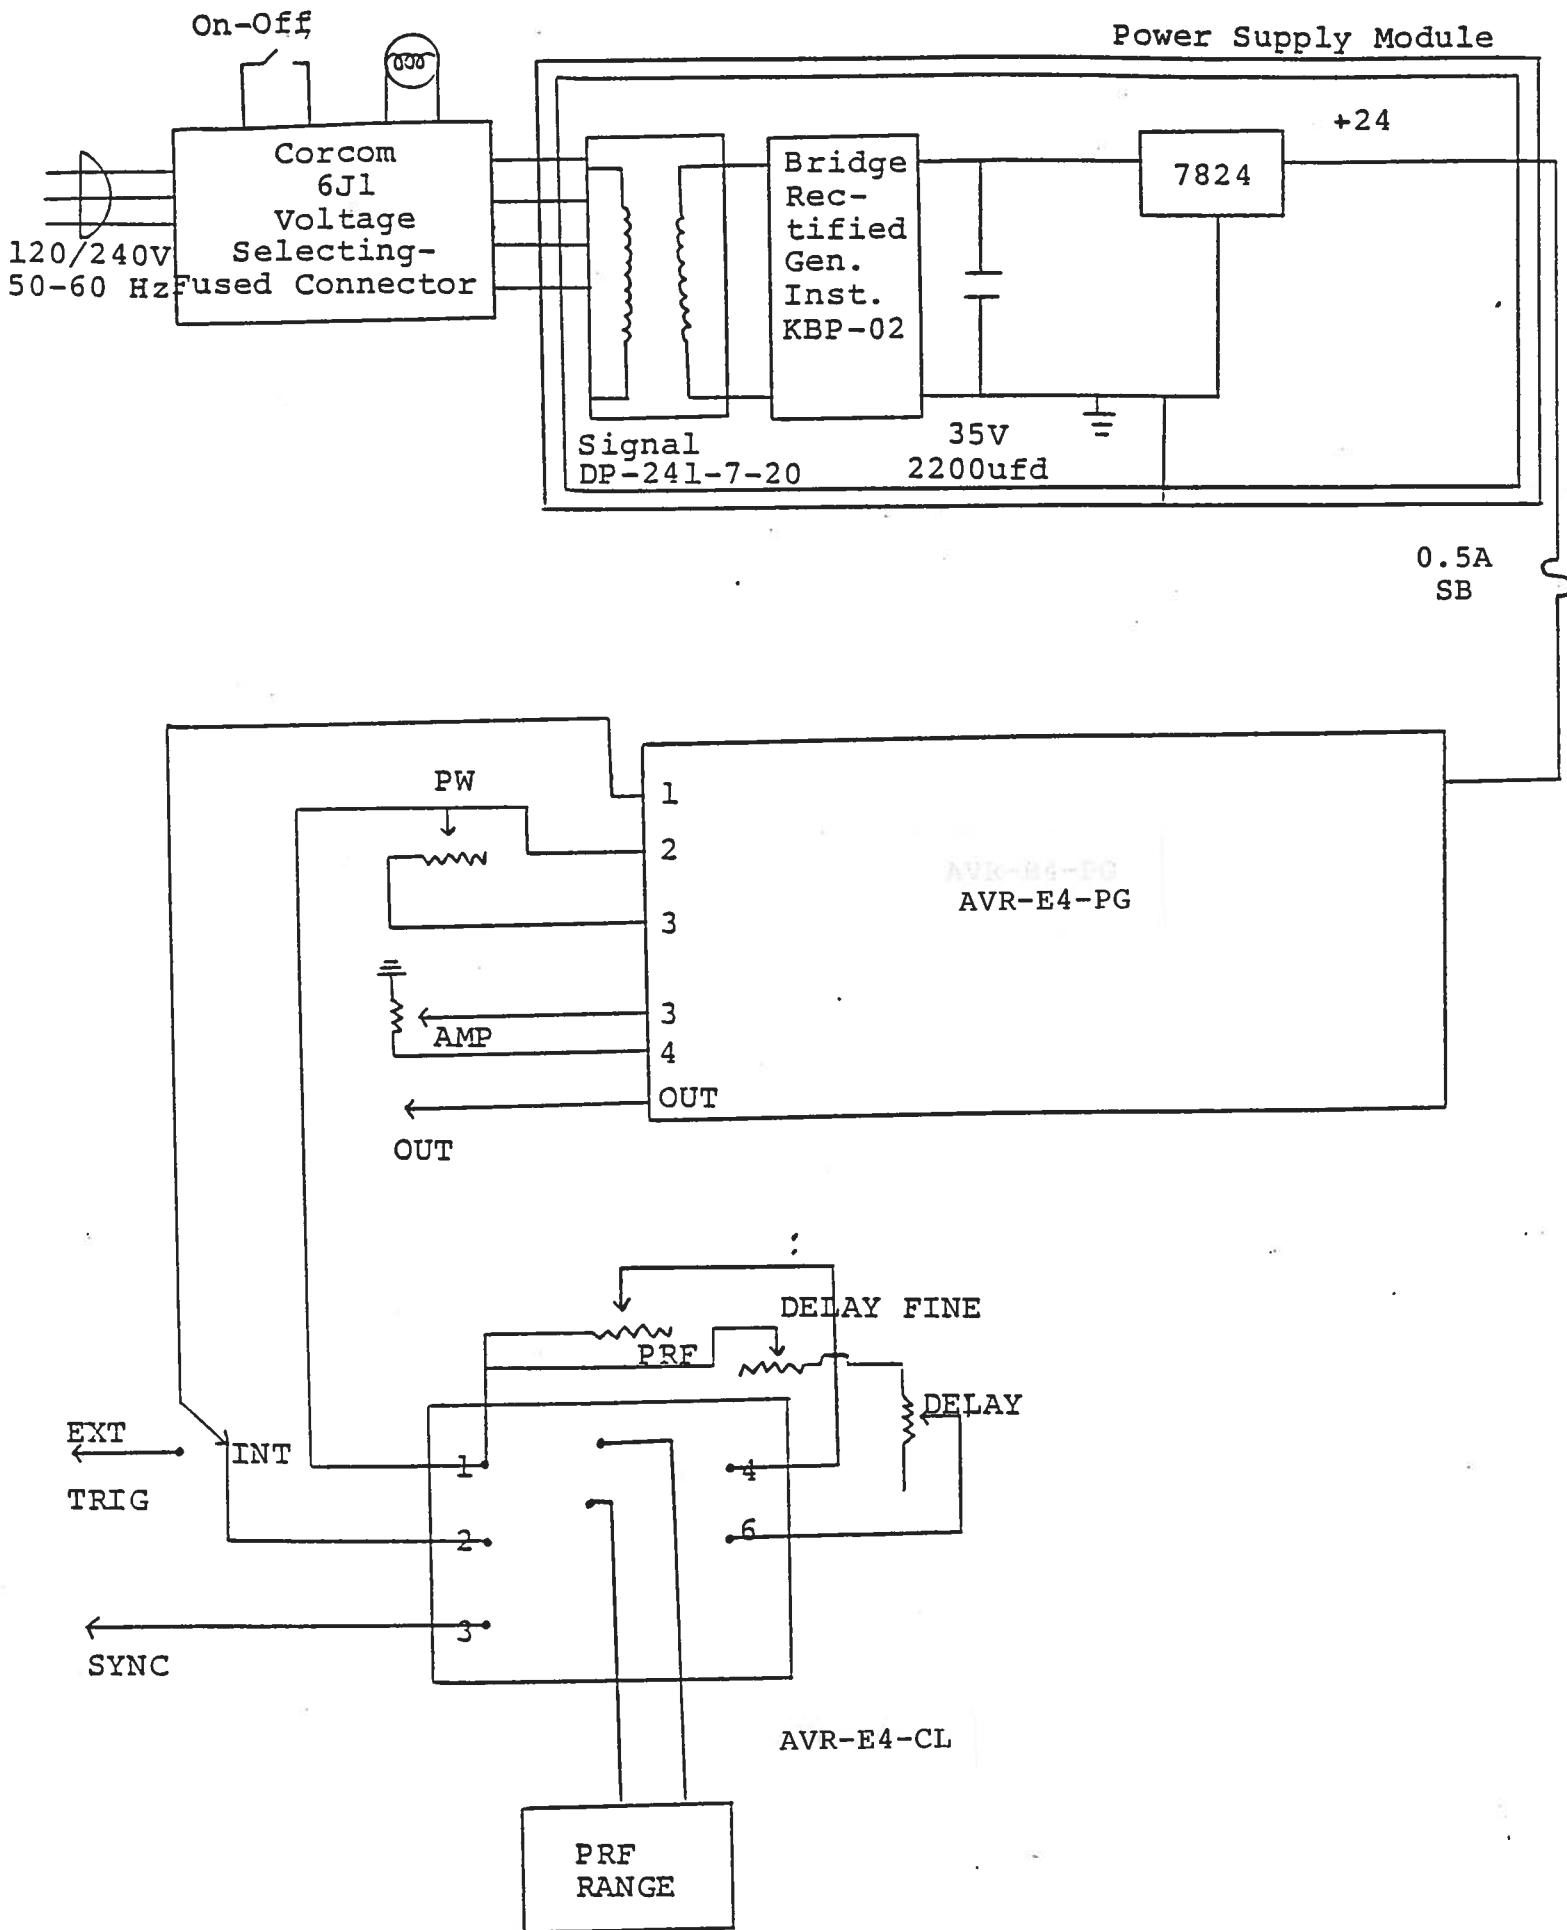 On-Off
Power Supply Module
Corcom
6J1
Voltage
Selecting-
Fused Connector
120/240V
50-60 Hz
Bridge
Rec-
tified
Gen.
Inst.
KBP-02
7824
+24
Signal
DP-241-7-20
35V
2200ufd
0.5A
SB
PW
1
2
3
3
4
OUT
AVR-E4-PG
AVR-E4-PG
AMP
OUT
DELAY FINE
PRF
DELAY
EXT
TRIG
INT
1
2
3
4
6
SYNC
AVR-E4-CL
PRF
RANGE